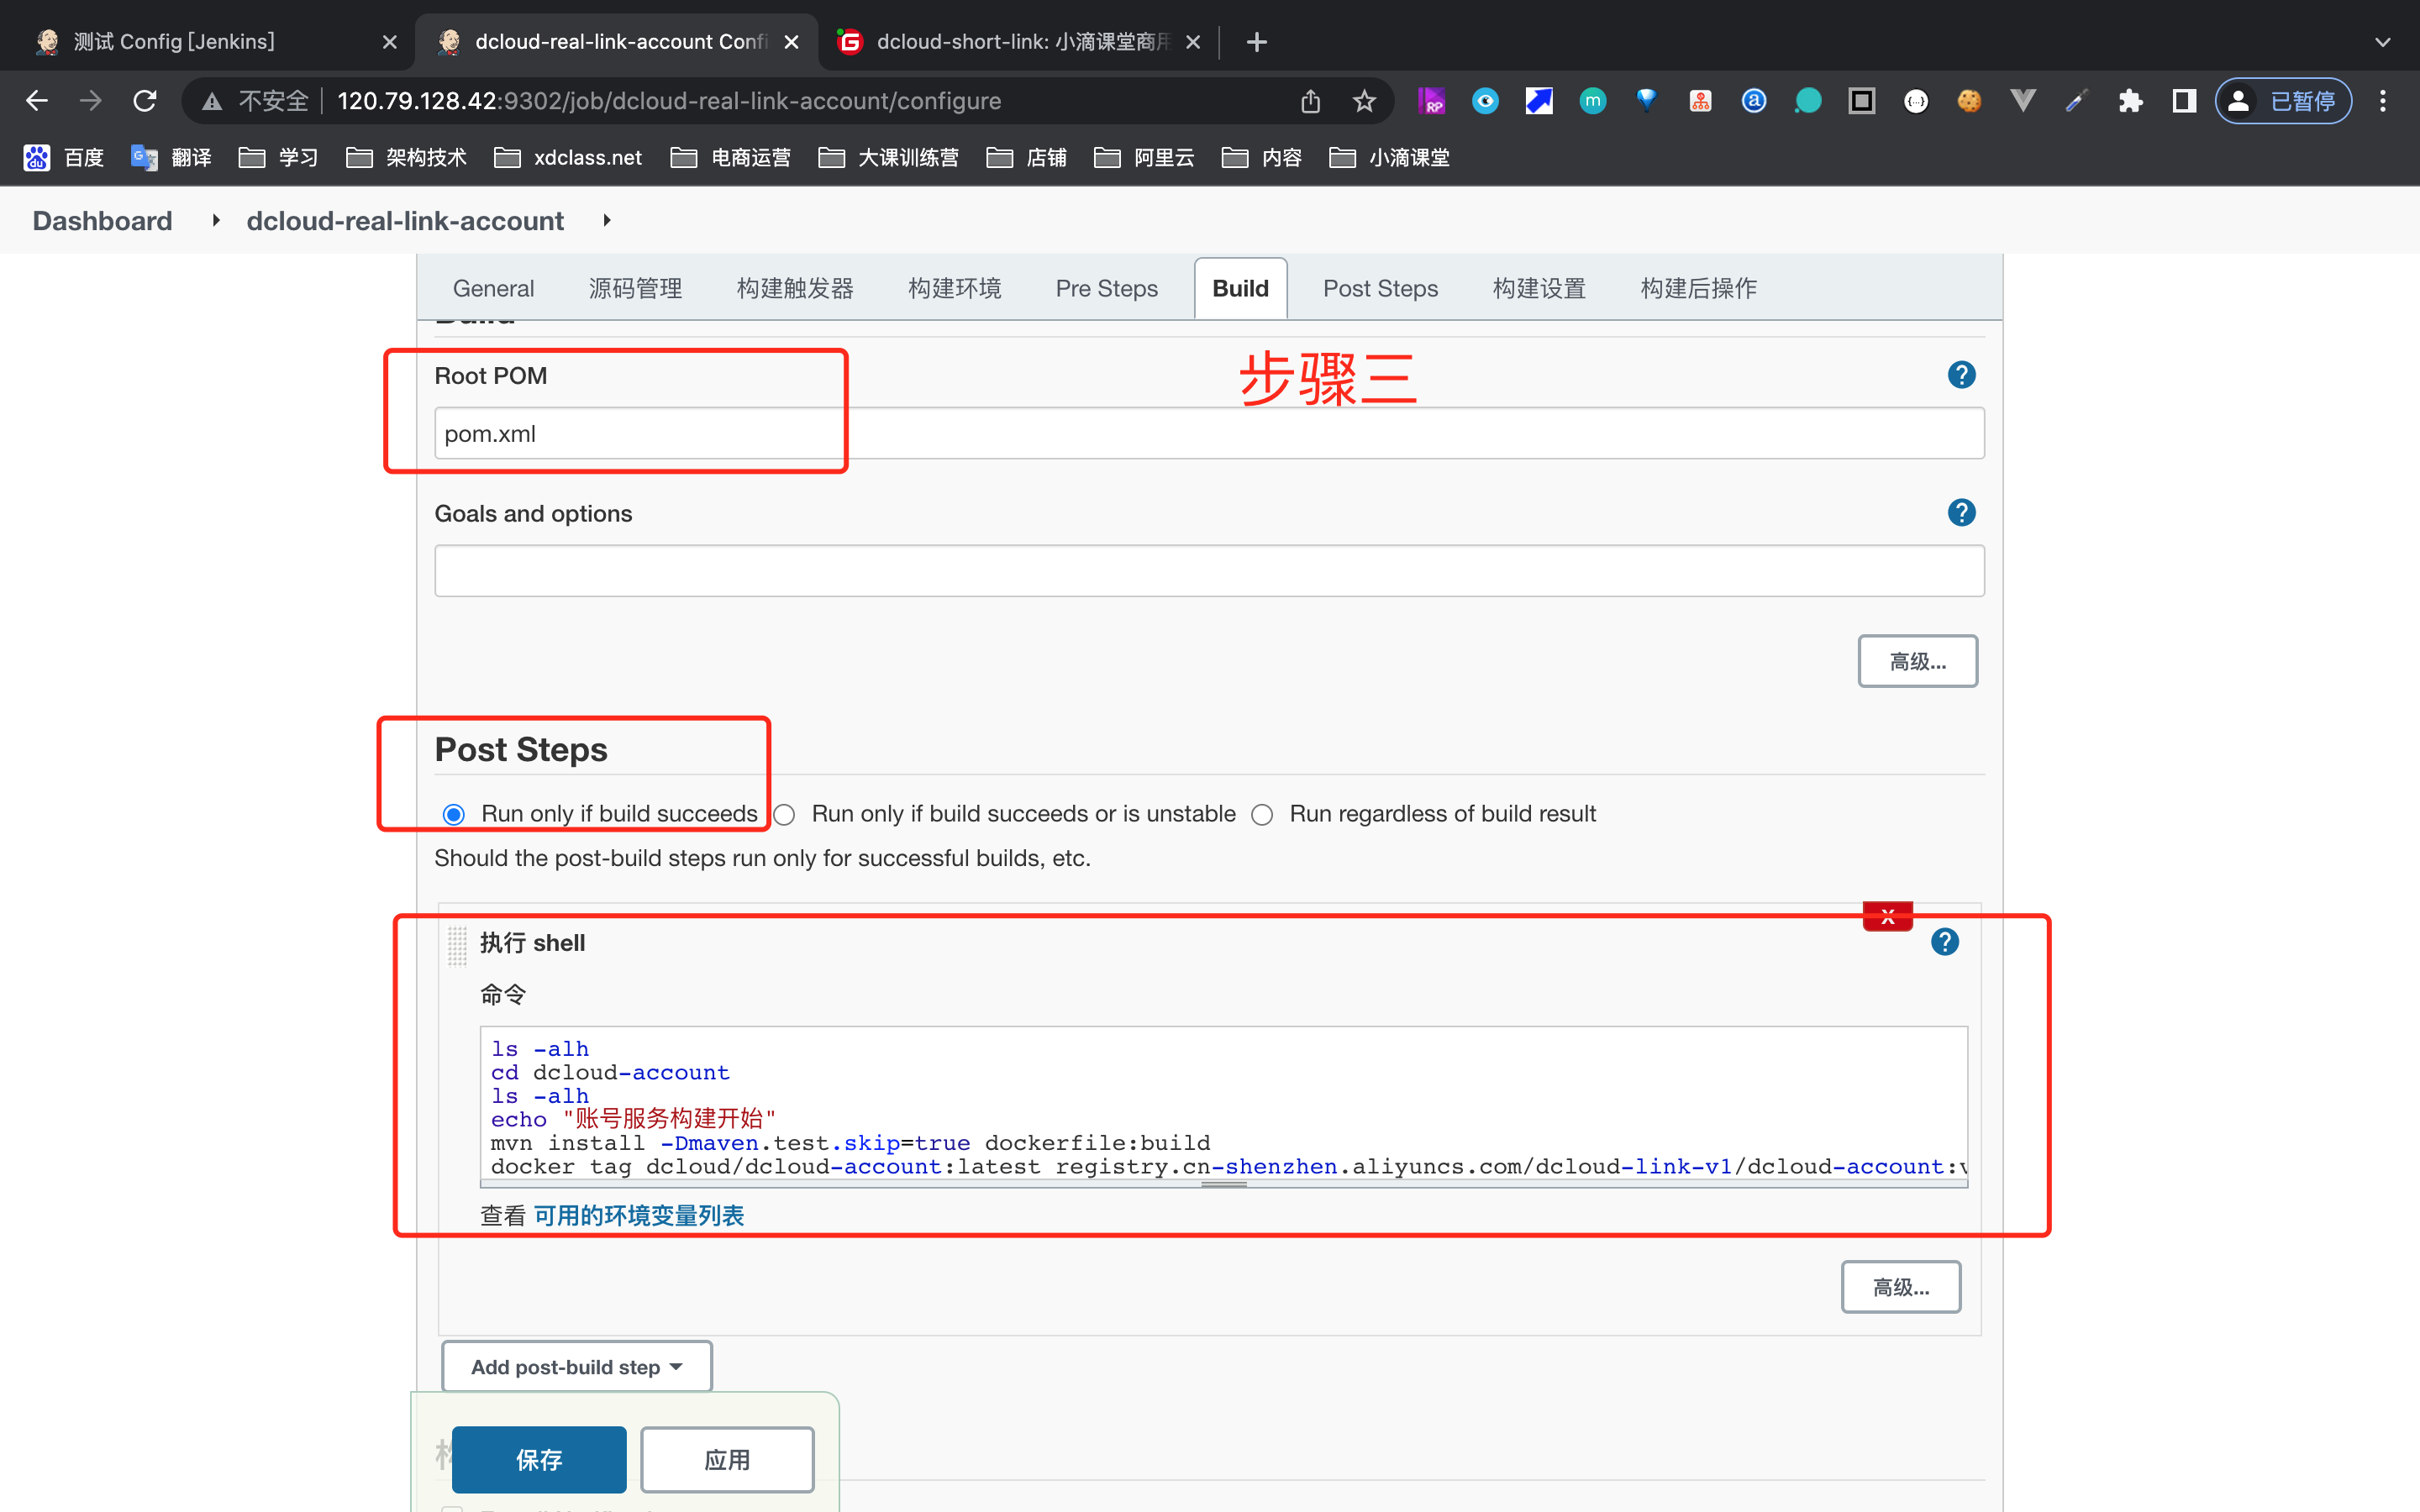 测试 Config [Jenkins]
dcloud-real-link-account Confi
dcloud-short-link: 小滴课堂商用
不安全
120.79.128.42:9302/job/dcloud-real-link-account/configure
已暂停
百度
翻译
学习
架构技术
xdclass.net
电商运营
大课训练营
店铺
阿里云
内容
小滴课堂
Dashboard
dcloud-real-link-account
General
源码管理
构建触发器
构建环境
Pre Steps
Build
Post Steps
构建设置
构建后操作
Build
步骤三
Root POM
pom.xml
Goals and options
高级...
Post Steps
Run only if build succeeds
Run only if build succeeds or is unstable
Run regardless of build result
Should the post-build steps run only for successful builds, etc.
X
执行 shell
命令
ls -alh
cd dcloud-account
ls -alh
echo "账号服务构建开始"
mvn install -Dmaven.test.skip=true dockerfile:build
docker tag dcloud/dcloud-account:latest registry.cn-shenzhen.aliyuncs.com/dcloud-link-v1/dcloud-account:v
查看 可用的环境变量列表
高级...
Add post-build step
保存
应用